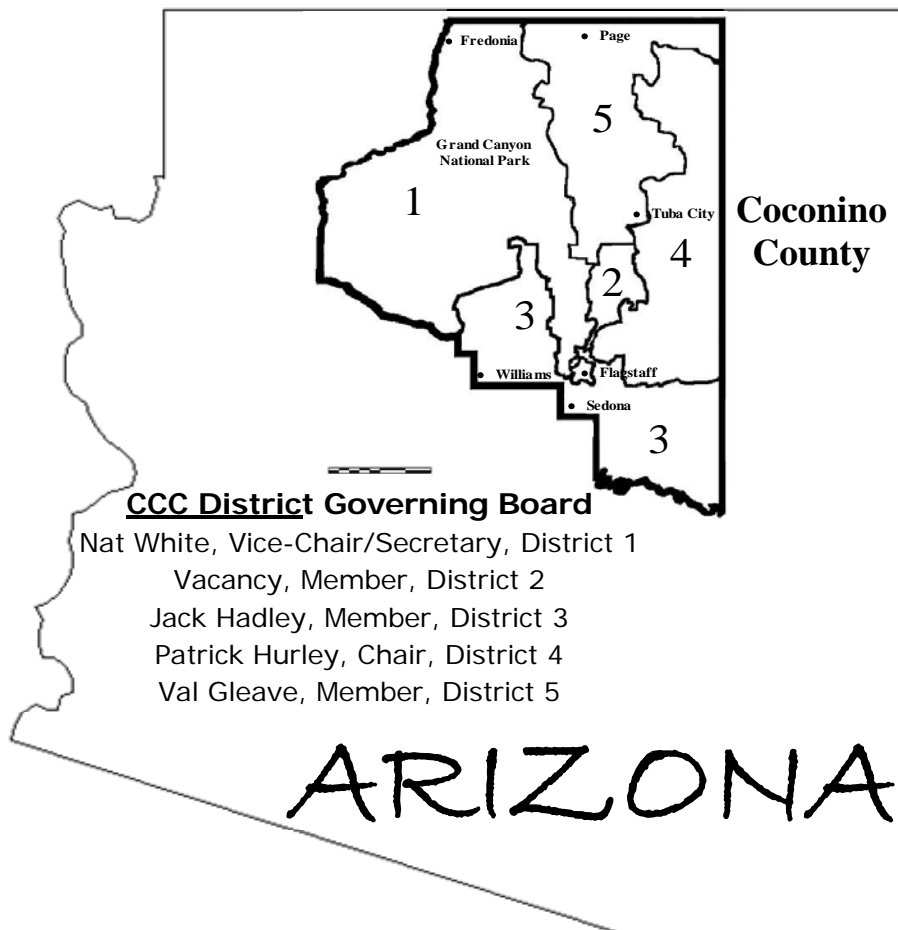 Fredonia
Page
5
Grand Canyon
National Park
1
Tuba City
Coconino
County
4
2
3
Williams
Flagstaff
Sedona
3
CCC District Governing Board
Nat White, Vice-Chair/Secretary, District 1
Vacancy, Member, District 2
Jack Hadley, Member, District 3
Patrick Hurley, Chair, District 4
Val Gleave, Member, District 5
ARIZONA